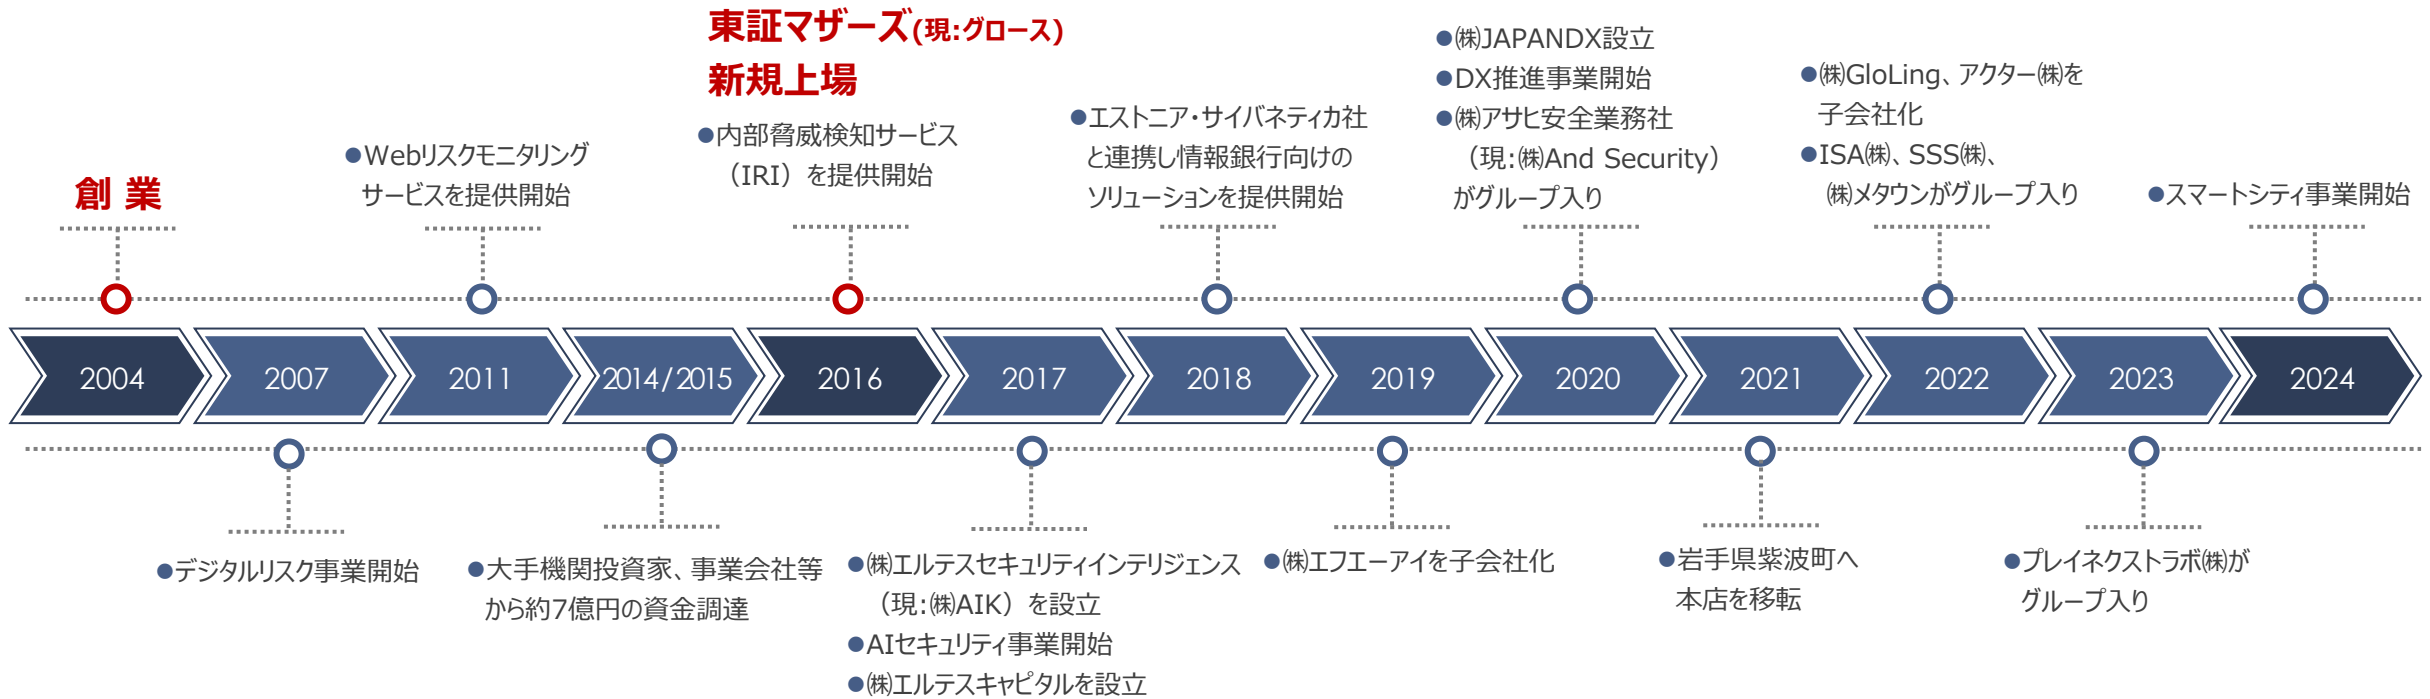 東証マザーズ(現:グロース)
新規上場
創 業
●Webリスクモニタリング
サービスを提供開始
●内部脅威検知サービス
（IRI）を提供開始
●エストニア・サイバネティカ社
と連携し情報銀行向けの
ソリューションを提供開始
●㈱JAPANDX設立
●DX推進事業開始
●㈱アサヒ安全業務社
（現:㈱And Security）
がグループ入り
●㈱GloLing、アクター㈱を
子会社化
●ISA㈱、SSS㈱、
㈱メタウンがグループ入り
●スマートシティ事業開始
2004
2007
2011
2014/2015
2016
2017
2018
2019
2020
2021
2022
2023
2024
●デジタルリスク事業開始
●大手機関投資家、事業会社等
から約7億円の資金調達
●㈱エルテスセキュリティインテリジェンス
（現:㈱AIK）を設立
●AIセキュリティ事業開始
●㈱エルテスキャピタルを設立
●㈱エフエーアイを子会社化
●岩手県紫波町へ
本店を移転
●プレイネクストラボ㈱が
グループ入り